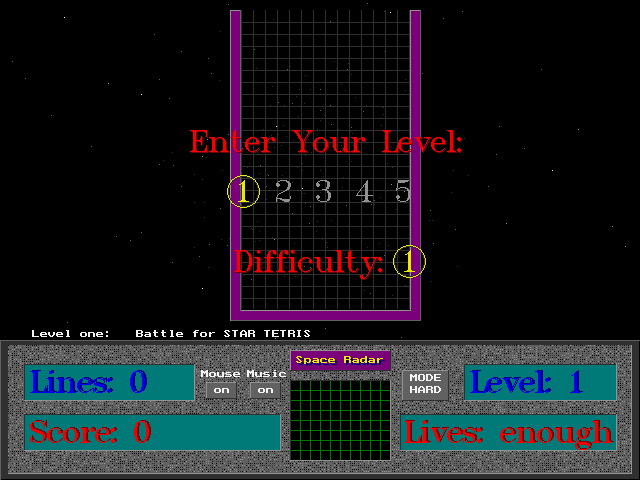 Enter Your Level:
1 2 3 4 5
Difficulty: 1
Level one: Battle for STAR TETRIS
Space Radar
Lines: 0
Mouse Music
on on
MODE
HARD
Level: 1
Score: 0
Lives: enough